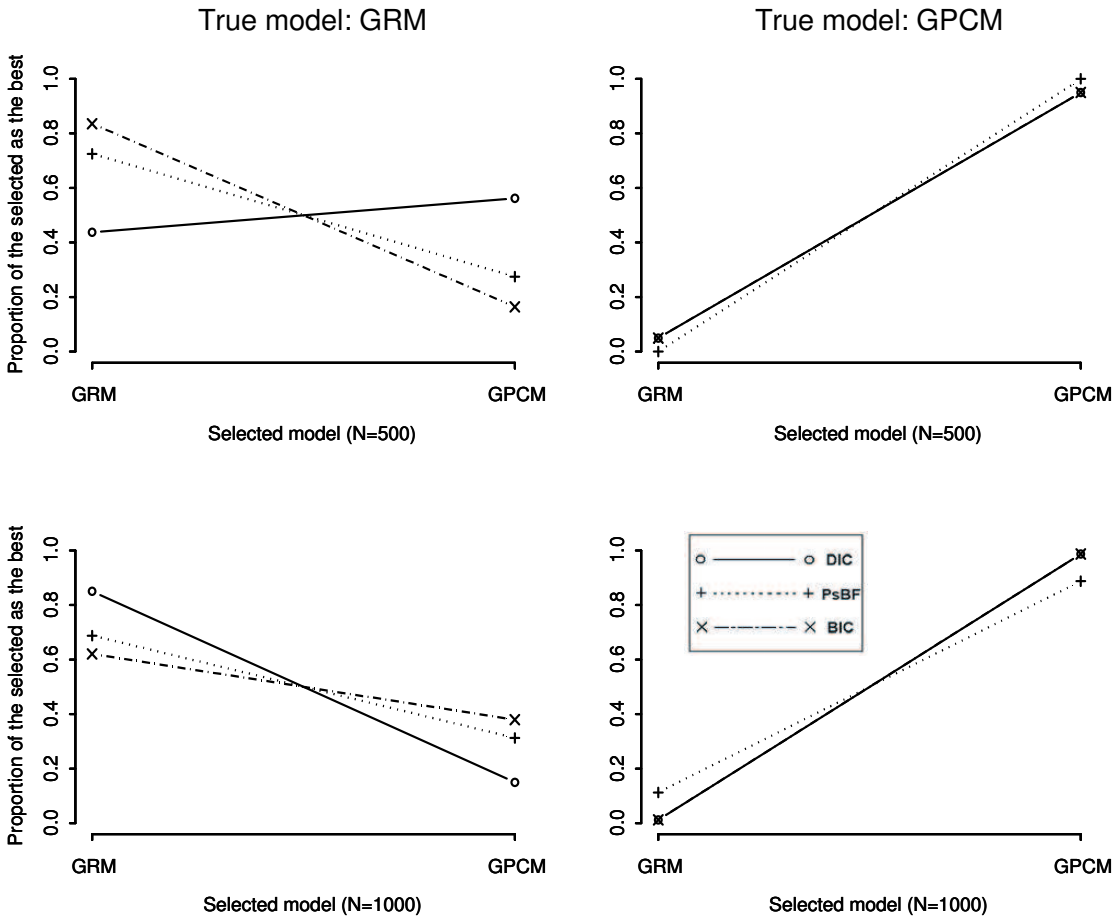 True model: GRM
Proportion of the selected as the best
1.0
0.8
0.6
0.4
0.2
0.0
GRM
GPCM
Selected model (N=500)
True model: GPCM
1.0
0.8
0.6
0.4
0.2
0.0
GRM
GPCM
Selected model (N=500)
Proportion of the selected as the best
1.0
0.8
0.6
0.4
0.2
0.0
GRM
GPCM
Selected model (N=1000)
1.0
0.8
0.6
0.4
0.2
0.0
DIC
PsBF
BIC
GRM
GPCM
Selected model (N=1000)